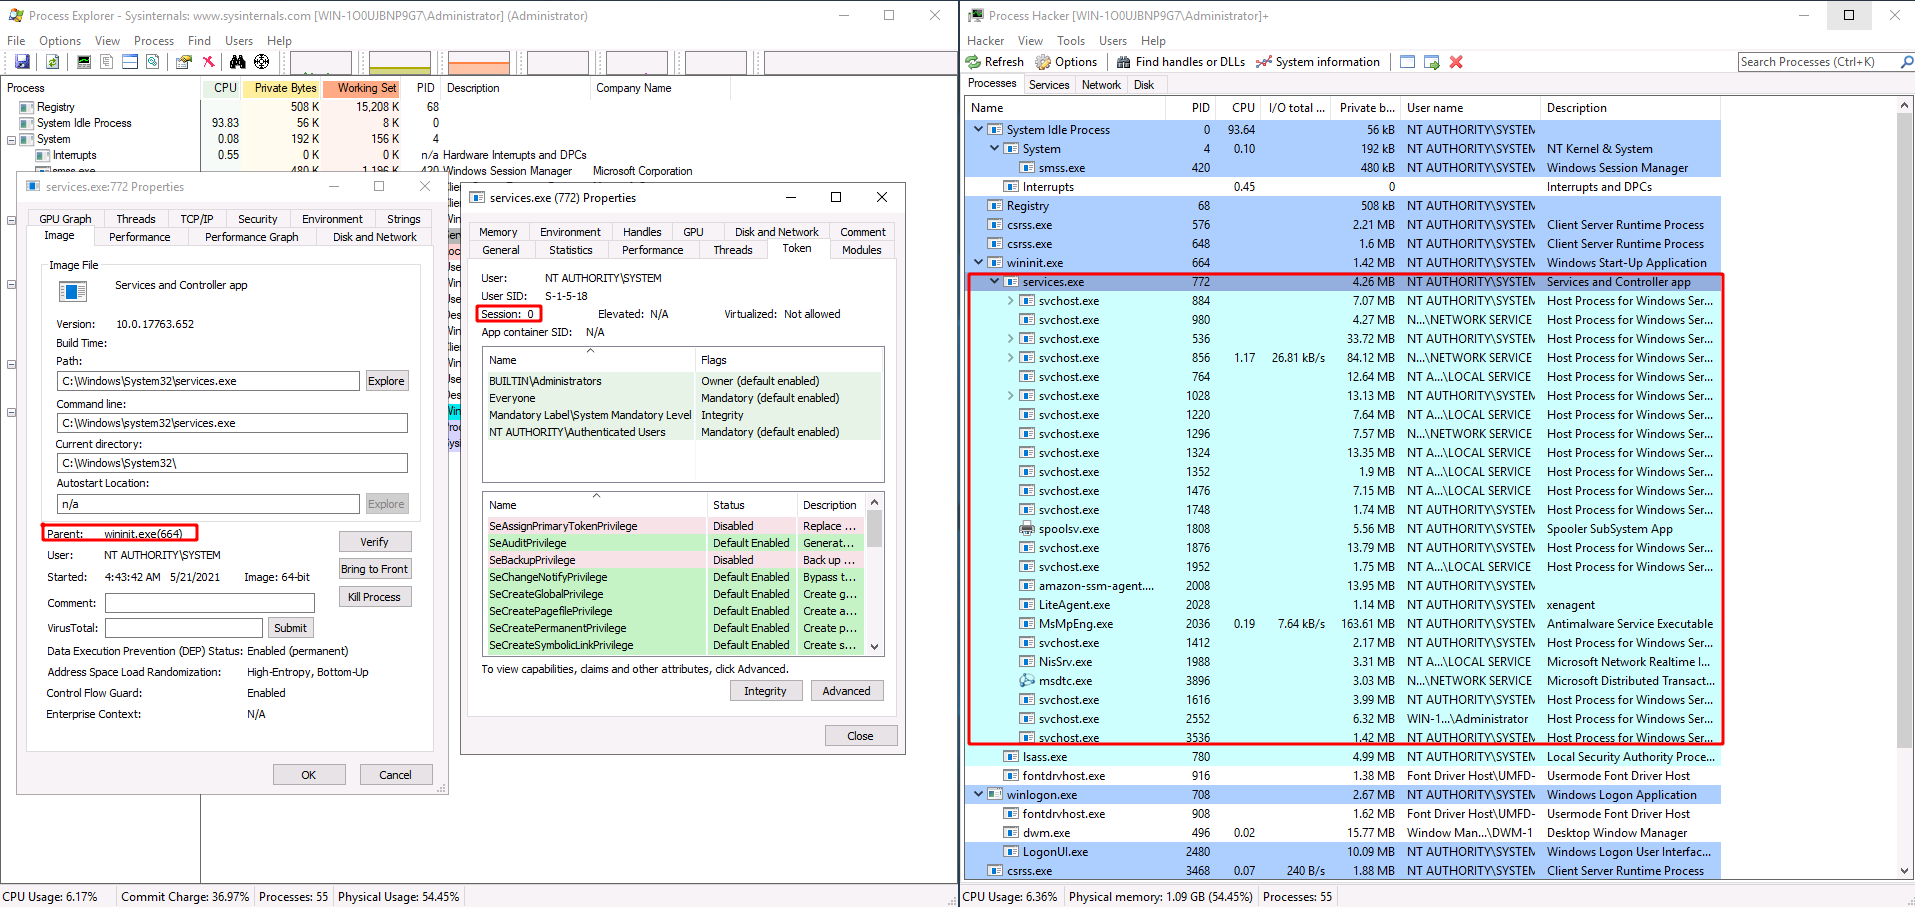 Process Explorer - Sysinternals: www.sysinternals.com [WIN-1O0UJBNP9G7\Administrator] (Administrator)
File Options View Process Find Users Help
Process CPU Private Bytes Working Set PID Description Company Name
Registry 508 K 15,208 K 68
System Idle Process 93.83 56 K 8 K 0
System 0.08 192 K 156 K 4
Interrupts 0.55 0 K 0 K n/a Hardware Interrupts and DPCs
smss.exe 480 K 1,196 K 420 Windows Session Manager Microsoft Corporation
services.exe:772 Properties
GPU Graph Threads TCP/IP Security Environment Strings
Image Performance Performance Graph Disk and Network
Image File
Services and Controller app
Version: 10.0.17763.652
Build Time:
Path:
C:\Windows\System32\services.exe Explore
Command line:
C:\Windows\system32\services.exe
Current directory:
C:\Windows\System32\
Autostart Location:
n/a Explore
Parent: wininit.exe(664)
Verify
User: NT AUTHORITY\SYSTEM
Bring to Front
Started: 4:43:42 AM 5/21/2021 Image: 64-bit
Kill Process
Comment:
VirusTotal: Submit
Data Execution Prevention (DEP) Status: Enabled (permanent)
Address Space Load Randomization: High-Entropy, Bottom-Up
Control Flow Guard: Enabled
Enterprise Context: N/A
OK Cancel
services.exe (772) Properties
Memory Environment Handles GPU Disk and Network Comment
General Statistics Performance Threads Token Modules
User: NT AUTHORITY\SYSTEM
User SID: S-1-5-18
Session: 0 Elevated: N/A Virtualized: Not allowed
App container SID: N/A
Name Flags
BUILTIN\Administrators Owner (default enabled)
Everyone Mandatory (default enabled)
Mandatory Label\System Mandatory Level Integrity
NT AUTHORITY\Authenticated Users Mandatory (default enabled)
Name Status Description
SeAssignPrimaryTokenPrivilege Disabled Replace ...
SeAuditPrivilege Default Enabled Generat...
SeBackupPrivilege Disabled Back up ...
SeChangeNotifyPrivilege Default Enabled Bypass t...
SeCreateGlobalPrivilege Default Enabled Create g...
SeCreatePagefilePrivilege Default Enabled Create a...
SeCreatePermanentPrivilege Default Enabled Create p...
SeCreateSymbolicLinkPrivilege Default Enabled Create s...
To view capabilities, claims and other attributes, click Advanced.
Integrity Advanced
Close
CPU Usage: 6.17% Commit Charge: 36.97% Processes: 55 Physical Usage: 54.45%
Process Hacker [WIN-1O0UJBNP9G7\Administrator]+
Hacker View Tools Users Help
Refresh Options Find handles or DLLs System information Search Processes (Ctrl+K)
Processes Services Network Disk
Name PID CPU I/O total ... Private b... User name Description
System Idle Process 0 93.64 56 kB NT AUTHORITY\SYSTEM
System 4 0.10 192 kB NT AUTHORITY\SYSTEM NT Kernel & System
smss.exe 420 480 kB NT AUTHORITY\SYSTEM Windows Session Manager
Interrupts 0.45 0 Interrupts and DPCs
Registry 68 508 kB NT AUTHORITY\SYSTEM
csrss.exe 576 2.21 MB NT AUTHORITY\SYSTEM Client Server Runtime Process
csrss.exe 648 1.6 MB NT AUTHORITY\SYSTEM Client Server Runtime Process
wininit.exe 664 1.42 MB NT AUTHORITY\SYSTEM Windows Start-Up Application
services.exe 772 4.26 MB NT AUTHORITY\SYSTEM Services and Controller app
svchost.exe 884 7.07 MB NT AUTHORITY\SYSTEM Host Process for Windows Ser...
svchost.exe 980 4.27 MB N...\NETWORK SERVICE Host Process for Windows Ser...
svchost.exe 536 33.72 MB NT AUTHORITY\SYSTEM Host Process for Windows Ser...
svchost.exe 856 1.17 26.81 kB/s 84.12 MB N...\NETWORK SERVICE Host Process for Windows Ser...
svchost.exe 764 12.64 MB NT A...\LOCAL SERVICE Host Process for Windows Ser...
svchost.exe 1028 13.13 MB NT AUTHORITY\SYSTEM Host Process for Windows Ser...
svchost.exe 1220 7.64 MB NT A...\LOCAL SERVICE Host Process for Windows Ser...
svchost.exe 1296 7.57 MB N...\NETWORK SERVICE Host Process for Windows Ser...
svchost.exe 1324 13.35 MB NT A...\LOCAL SERVICE Host Process for Windows Ser...
svchost.exe 1352 1.9 MB NT A...\LOCAL SERVICE Host Process for Windows Ser...
svchost.exe 1476 7.15 MB NT A...\LOCAL SERVICE Host Process for Windows Ser...
svchost.exe 1748 1.74 MB NT A...\LOCAL SERVICE Host Process for Windows Ser...
spoolsv.exe 1808 5.56 MB NT AUTHORITY\SYSTEM Spooler SubSystem App
svchost.exe 1876 13.79 MB NT AUTHORITY\SYSTEM Host Process for Windows Ser...
svchost.exe 1952 1.75 MB NT A...\LOCAL SERVICE Host Process for Windows Ser...
amazon-ssm-agent.... 2008 13.95 MB NT AUTHORITY\SYSTEM
LiteAgent.exe 2028 1.14 MB NT AUTHORITY\SYSTEM xenagent
MsMpEng.exe 2036 0.19 7.64 kB/s 163.61 MB NT AUTHORITY\SYSTEM Antimalware Service Executable
svchost.exe 1412 2.17 MB NT AUTHORITY\SYSTEM Host Process for Windows Ser...
NisSrv.exe 1988 3.31 MB NT A...\LOCAL SERVICE Microsoft Network Realtime I...
msdtc.exe 3896 3.03 MB N...\NETWORK SERVICE Microsoft Distributed Transact...
svchost.exe 1616 3.99 MB NT AUTHORITY\SYSTEM Host Process for Windows Ser...
svchost.exe 2552 6.32 MB WIN-1...\Administrator Host Process for Windows Ser...
svchost.exe 3536 1.42 MB NT AUTHORITY\SYSTEM Host Process for Windows Ser...
lsass.exe 780 4.99 MB NT AUTHORITY\SYSTEM Local Security Authority Proce...
fontdrvhost.exe 916 1.38 MB Font Driver Host\UMFD- Usermode Font Driver Host
winlogon.exe 708 2.67 MB NT AUTHORITY\SYSTEM Windows Logon Application
fontdrvhost.exe 908 1.62 MB Font Driver Host\UMFD- Usermode Font Driver Host
dwm.exe 496 0.02 15.77 MB Window Man...\DWM-1 Desktop Window Manager
LogonUI.exe 2480 10.09 MB NT AUTHORITY\SYSTEM Windows Logon User Interfac...
csrss.exe 3468 0.07 240 B/s 1.88 MB NT AUTHORITY\SYSTEM Client Server Runtime Process
CPU Usage: 6.36% Physical memory: 1.09 GB (54.45%) Processes: 55